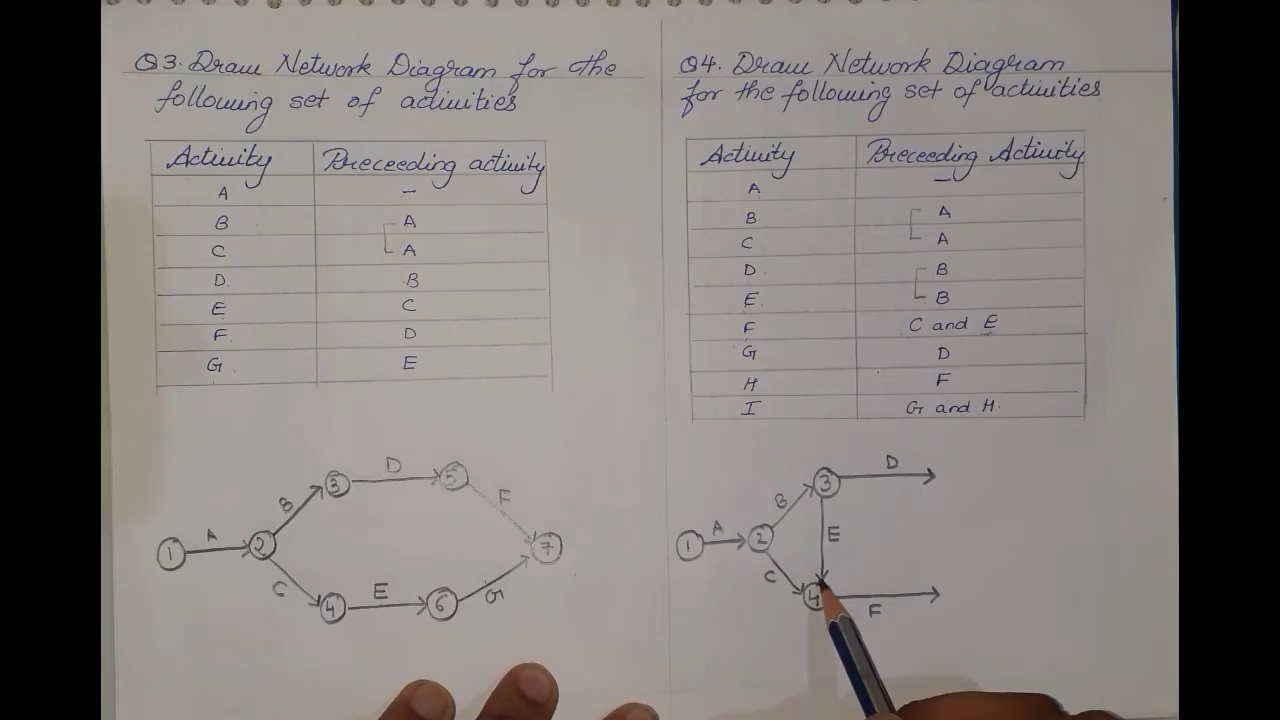 Q3. Draw Network Diagram for the
following set of activities
Activity Preceeding activity
A –
B A
C A
D. B
E C
F D
G E
1 A 2 B 3 D 5 F 7
C 4 E 6 G
Q4. Draw Network Diagram
for the following set of activities
Activity Preceeding Activity
A –
B A
C A
D B
E B
F C and E
G D
H F
I G and H.
1 A 2 B 3 D
C E 4 F